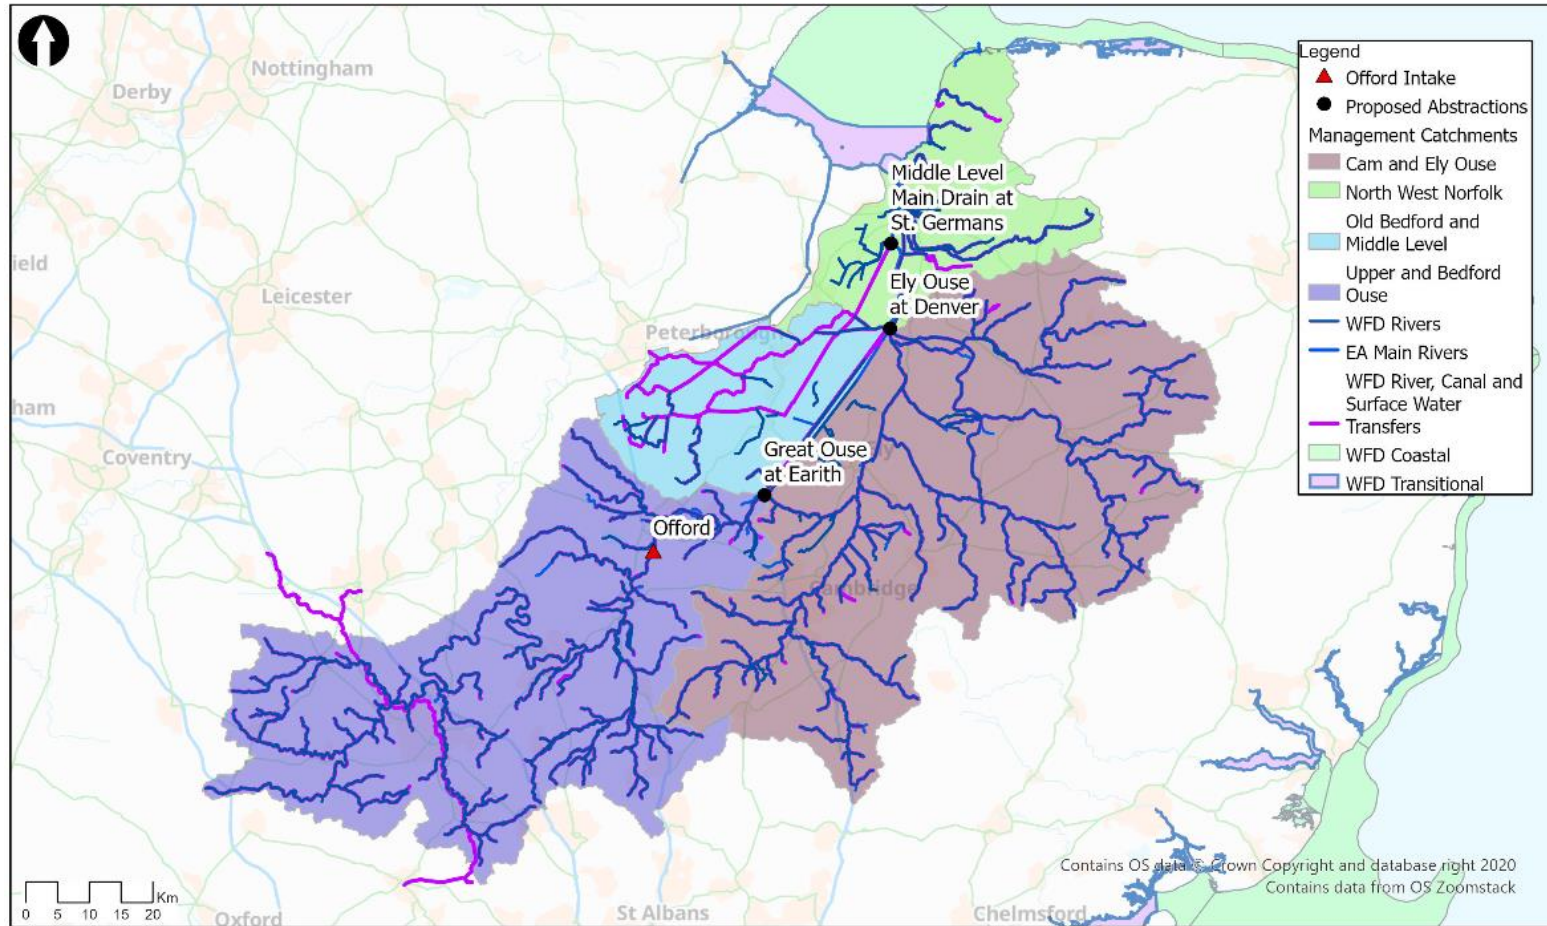 Nottingham
Derby
Leicester
ield
Peterborough
ham
Coventry
Cambridge
Oxford
St Albans
Chelmsford
Middle Level
Main Drain at
St. Germans
Ely Ouse
at Denver
Great Ouse
at Earith
Offord
Legend
Offord Intake
Proposed Abstractions
Management Catchments
Cam and Ely Ouse
North West Norfolk
Old Bedford and
Middle Level
Upper and Bedford
Ouse
WFD Rivers
EA Main Rivers
WFD River, Canal and
Surface Water
Transfers
WFD Coastal
WFD Transitional
Km
0 5 10 15 20
Contains OS data © Crown Copyright and database right 2020
Contains data from OS Zoomstack